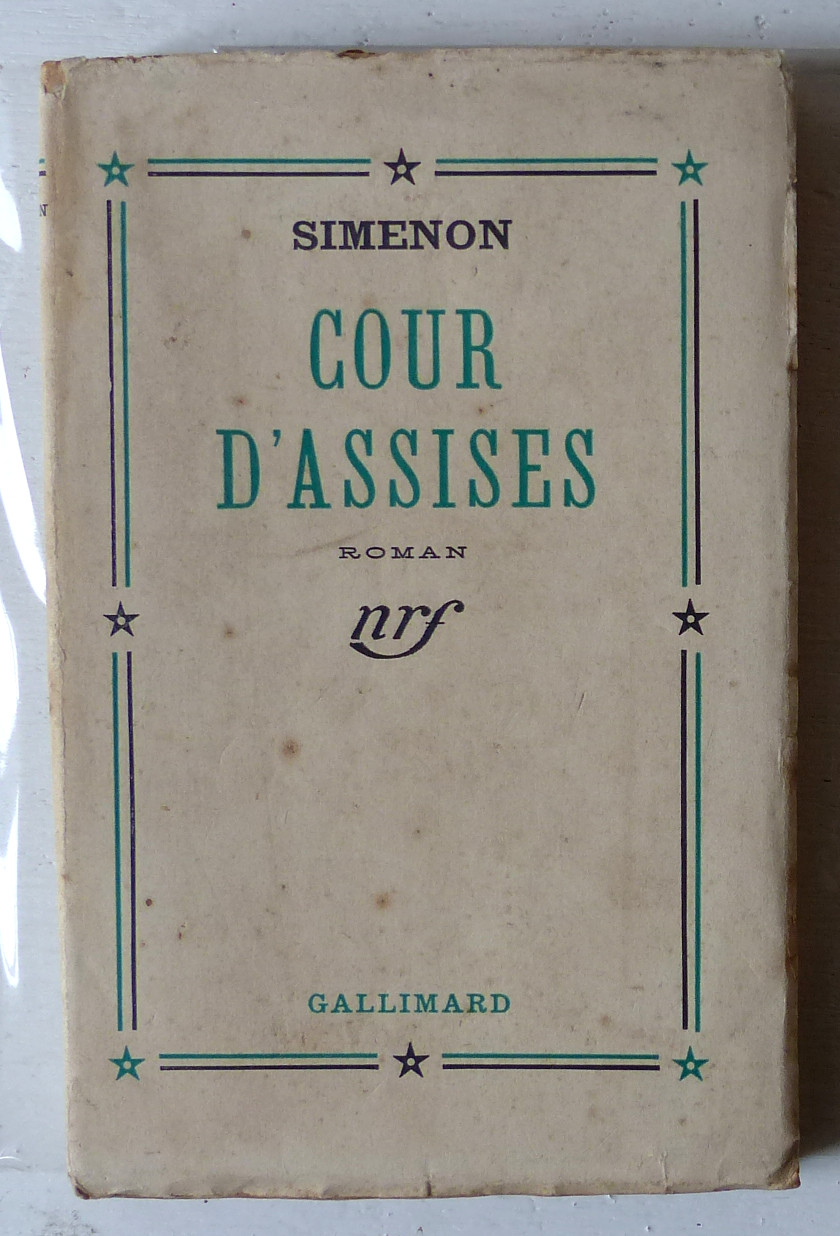 SIMENON
COUR
D'ASSISES
ROMAN
nrf
GALLIMARD
N